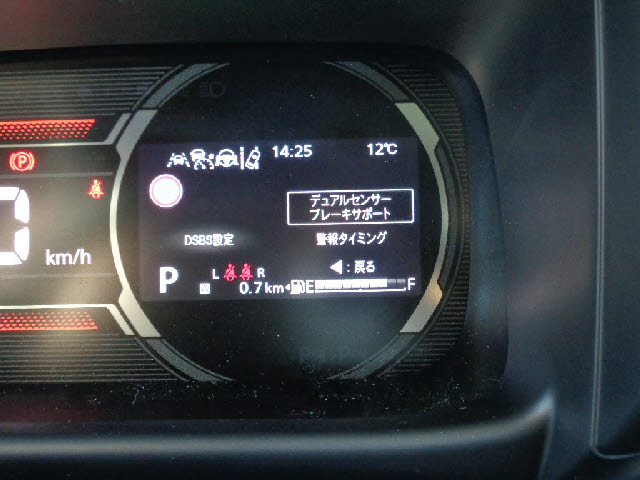 14:25 12℃
デュアルセンサー
ブレーキサポート
DSBS設定 警報タイミング
◀:戻る
km/h
P L R
0.7km E F